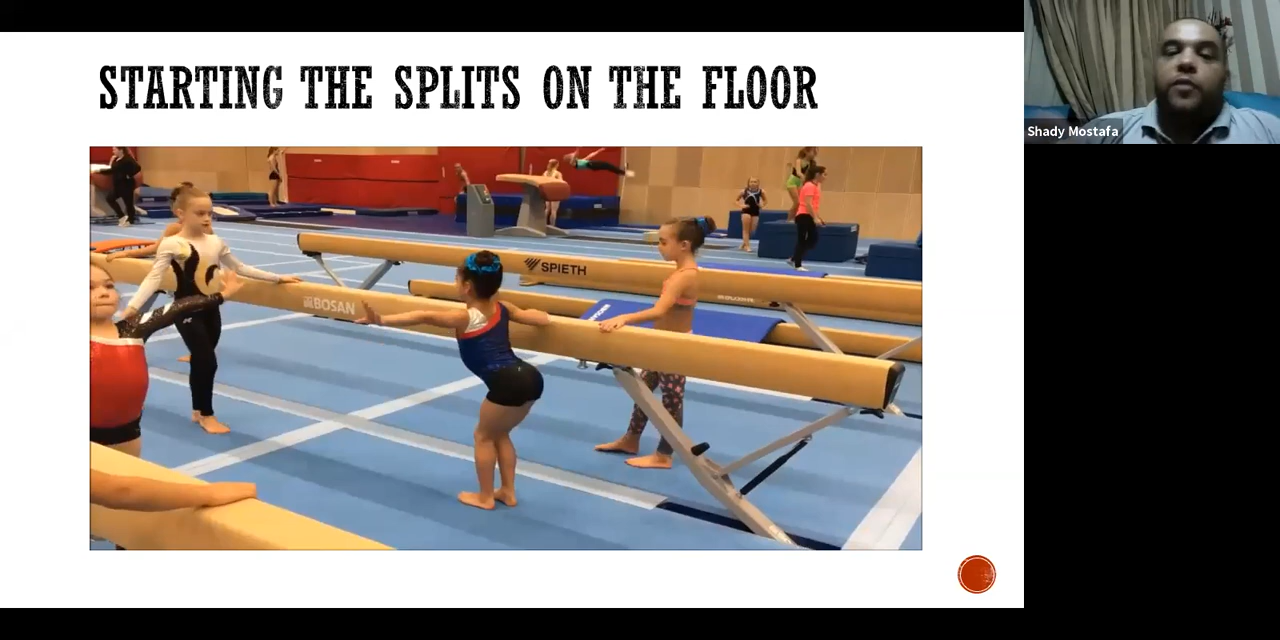 STARTING THE SPLITS ON THE FLOOR
Shady Mostafa
SPIETH
BOSAN